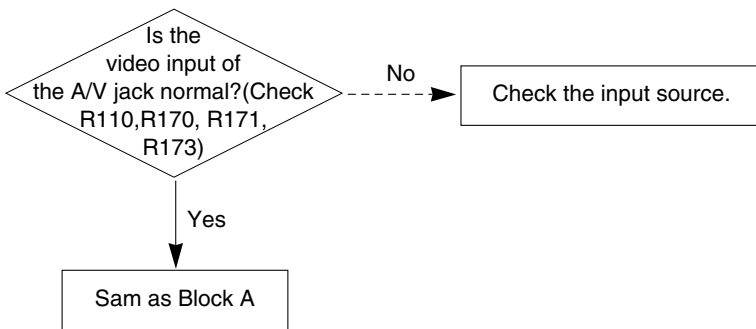 Is the
video input of
the A/V jack normal?(Check
R110,R170, R171,
R173)
No
Check the input source.
Yes
Sam as Block A